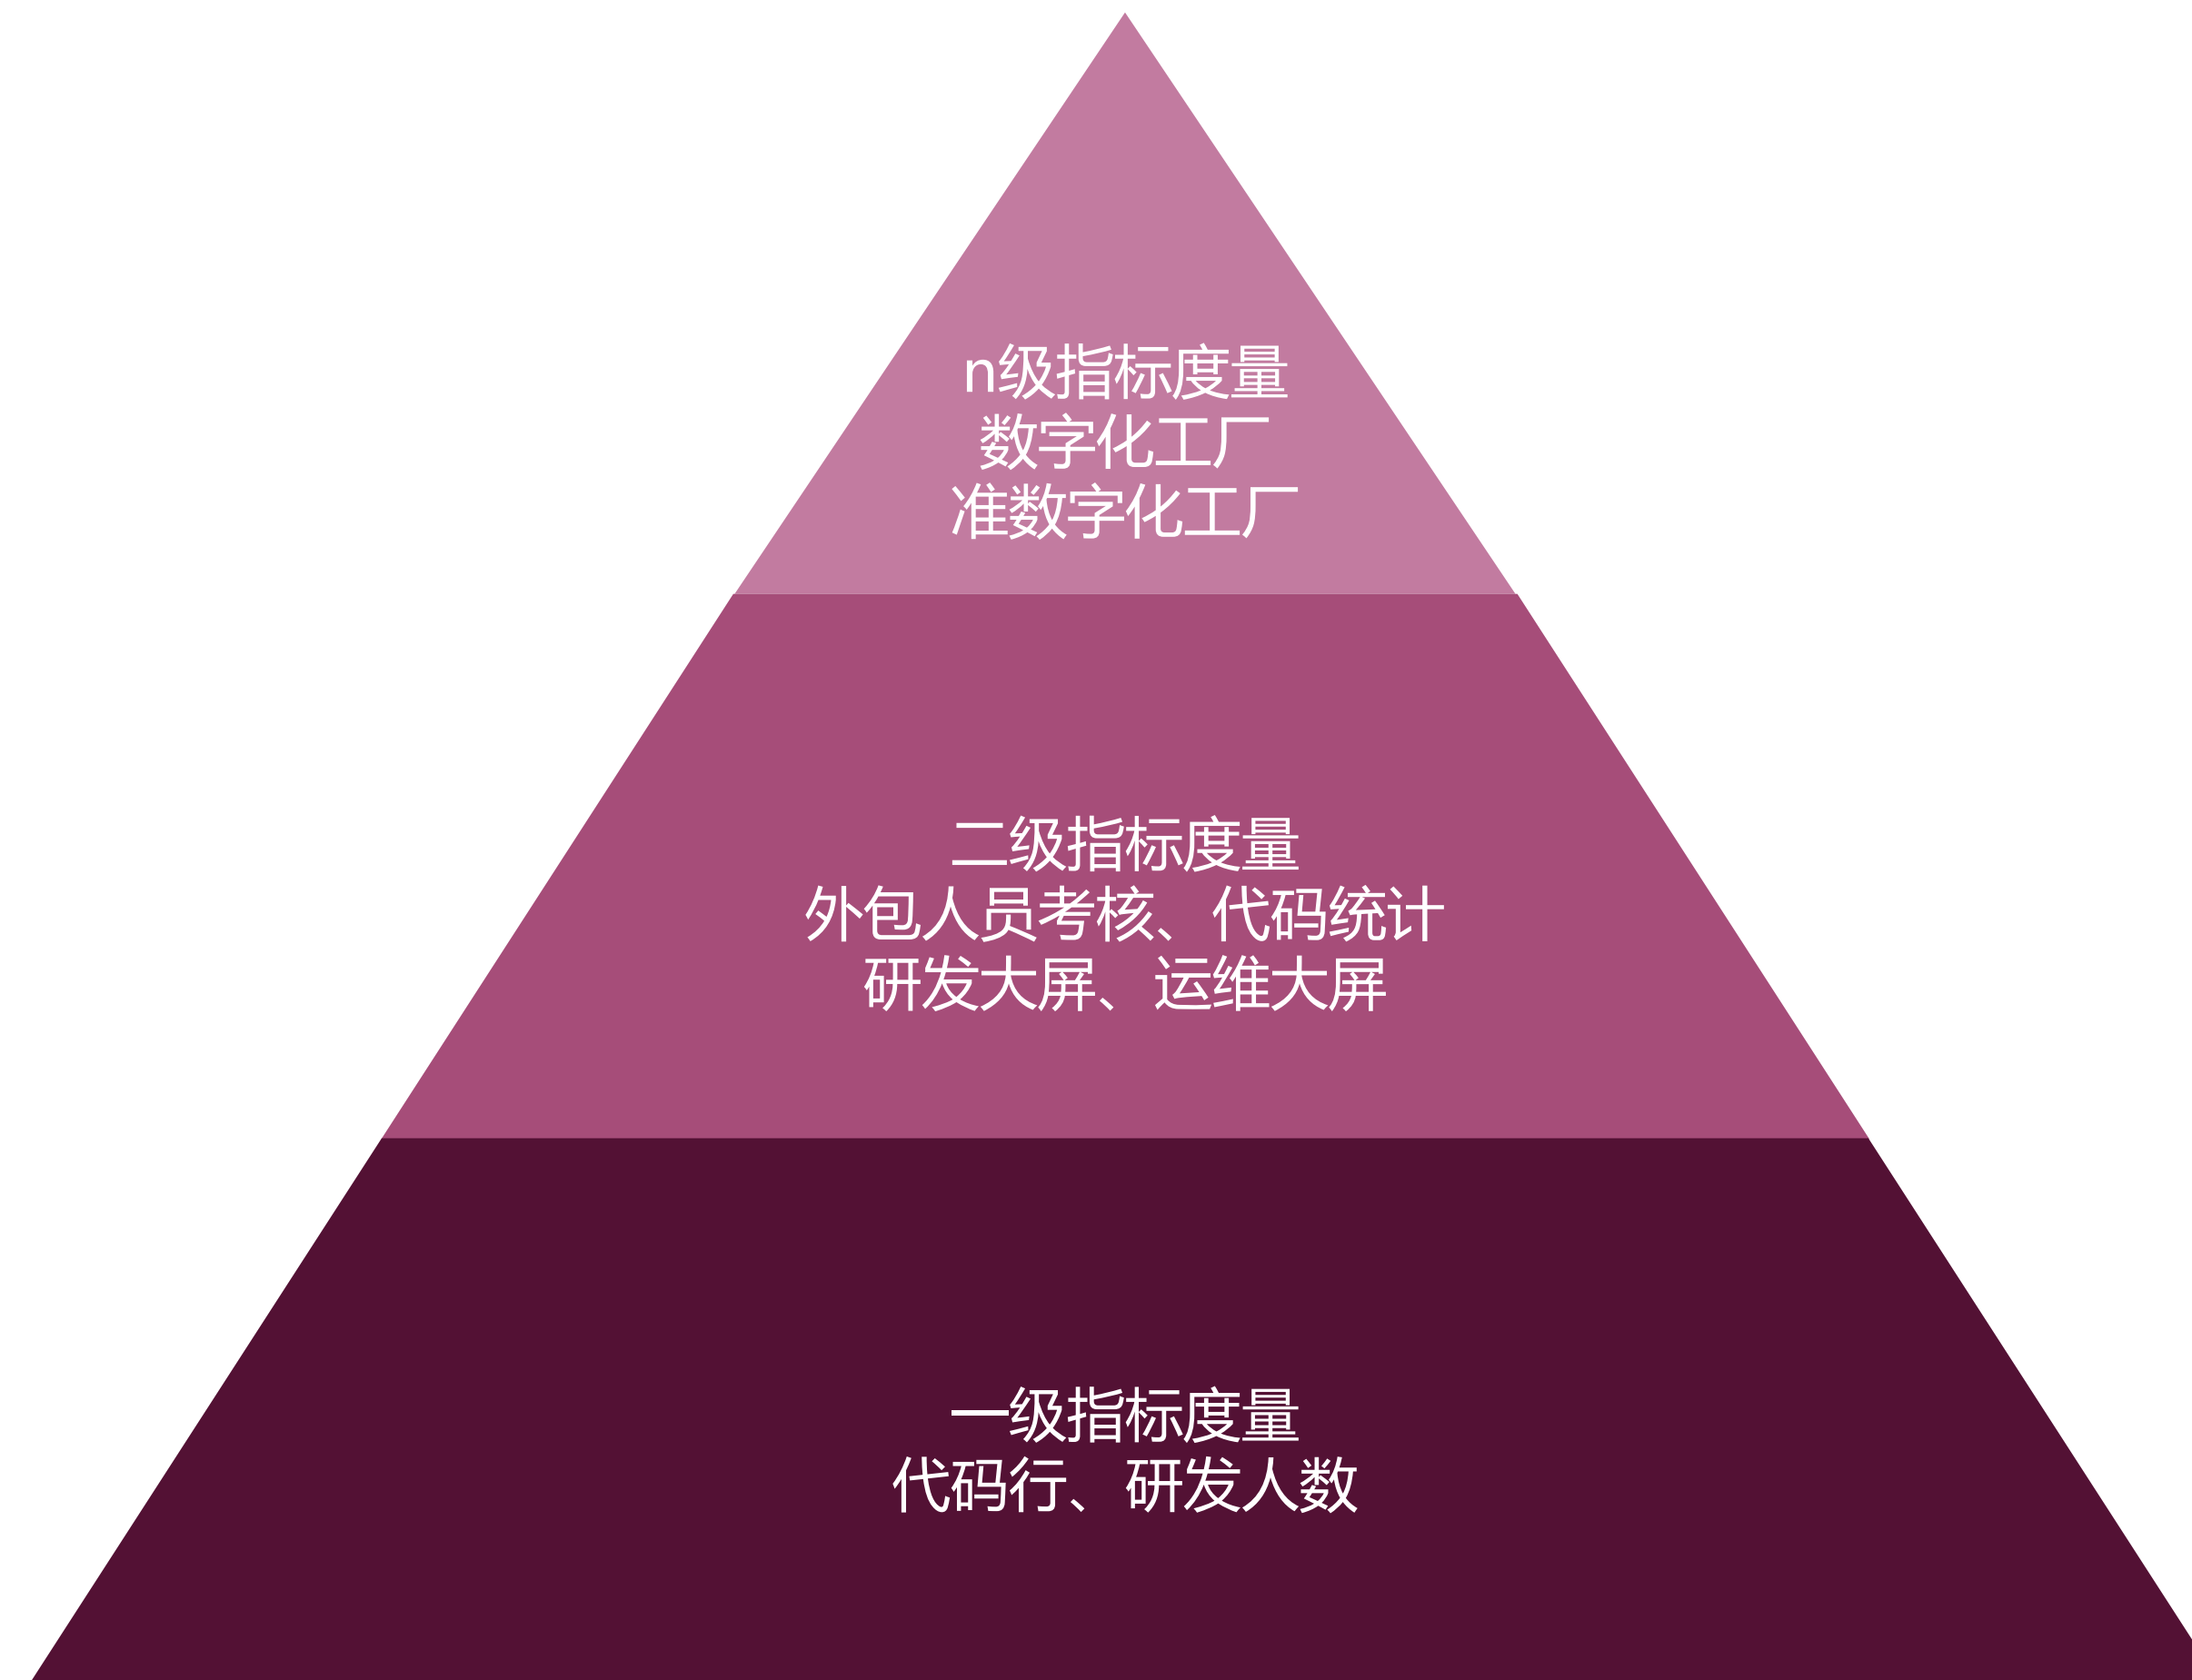 n级指标度量
数字化工厂
准数字化工厂
二级指标度量
外包人员考核、代码统计
研发大屏、运维大屏
一级指标度量
代码行、研发人数